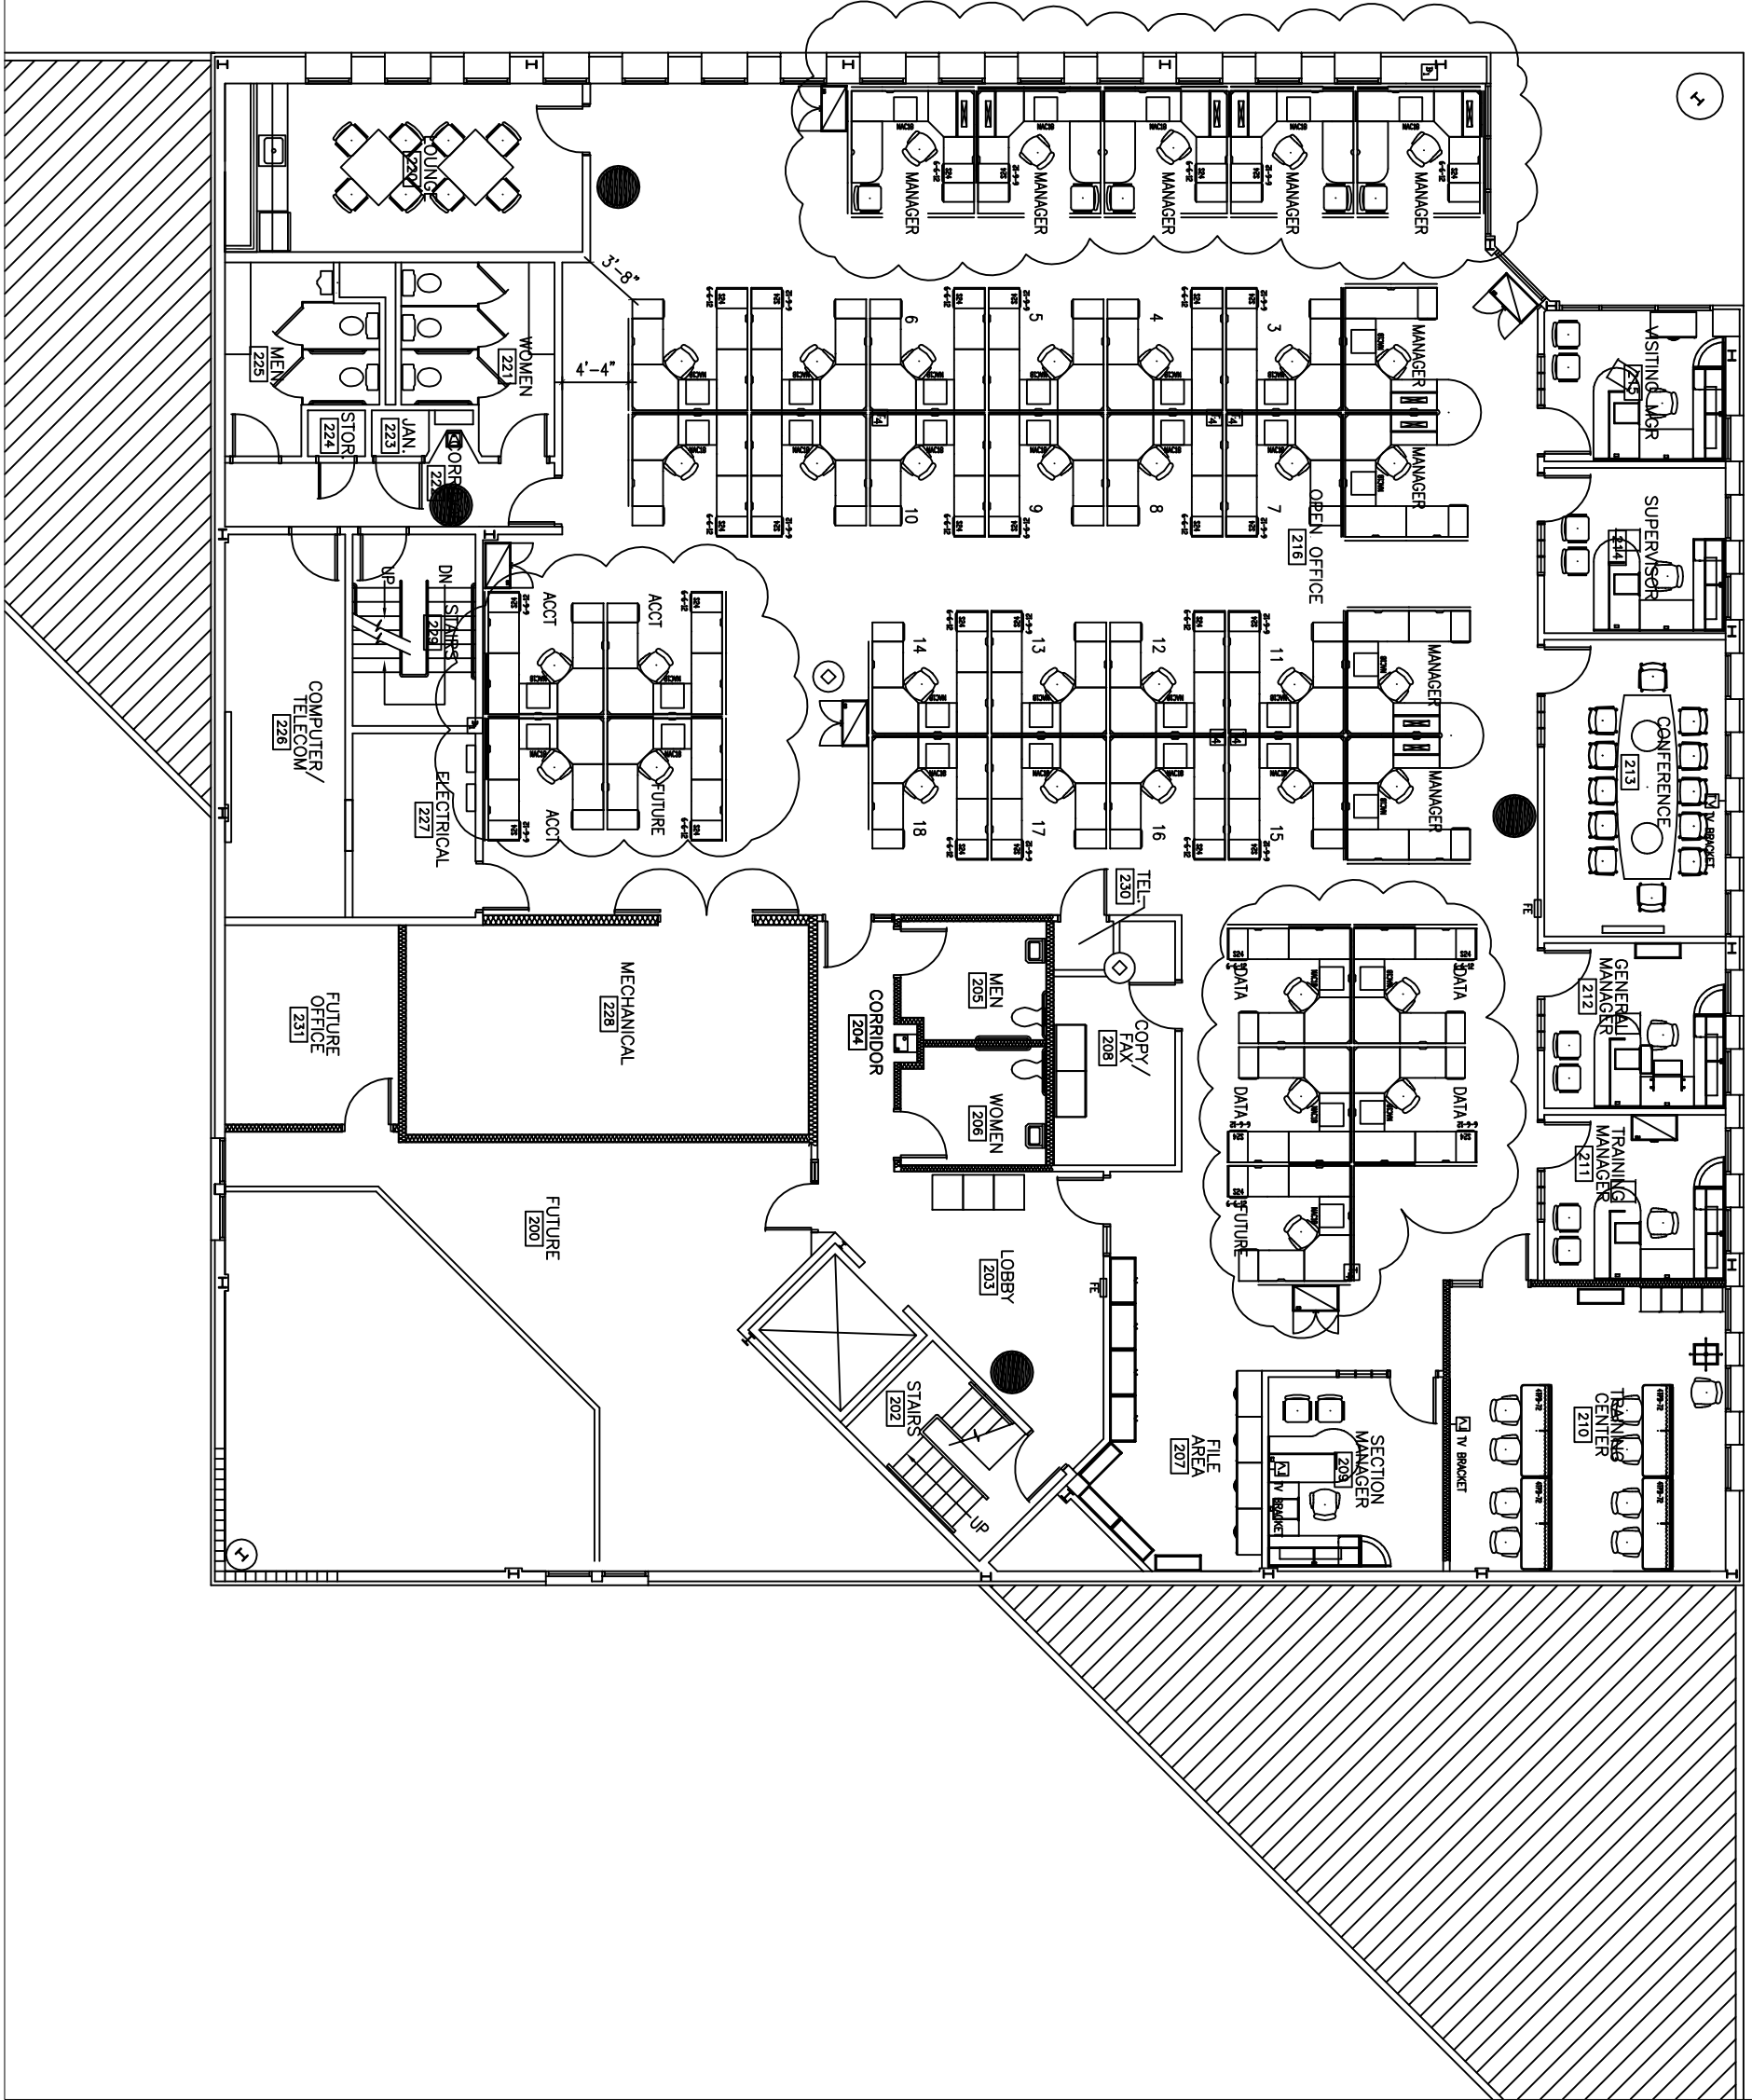 MANAGER
MANAGER
MANAGER
MANAGER
MANAGER
LOUNGE
220
3'-8"
4'-4"
WOMEN
221
MEN
225
STOR.
224
JAN.
223
CORR
222
6
5
4
3
MANAGER
MANAGER
10
9
8
7
OPEN OFFICE
216
VISITING MGR
215
SUPERVISOR
214
CONFERENCE
213
TV BRACKET
FE
GENERAL
MANAGER
212
TRAINING
MANAGER
211
TRAINING
CENTER
210
TV BRACKET
SECTION
MANAGER
209
TV BRACKET
FILE
AREA
207
14
13
12
11
MANAGER
18
17
16
15
MANAGER
ACCT
ACCT
ACCT
FUTURE
UP
DN
STAIRS
229
COMPUTER/
TELECOM
226
ELECTRICAL
227
TEL.
230
DATA
DATA
DATA
DATA
FUTURE
COPY/
FAX
208
MEN
205
WOMEN
206
CORRIDOR
204
MECHANICAL
228
FUTURE
OFFICE
231
FUTURE
200
LOBBY
203
FE
STAIRS
202
UP